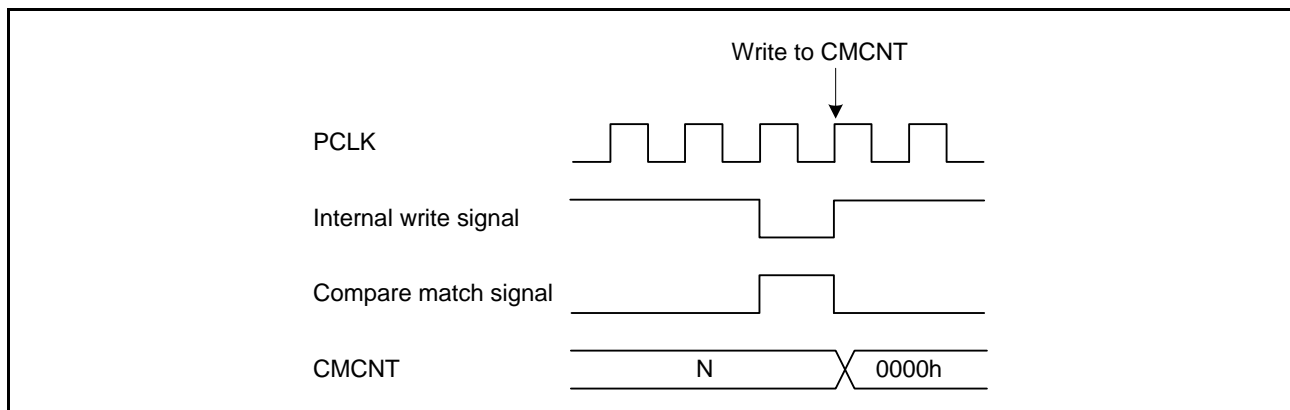 Write to CMCNT
PCLK
Internal write signal
Compare match signal
CMCNT N 0000h